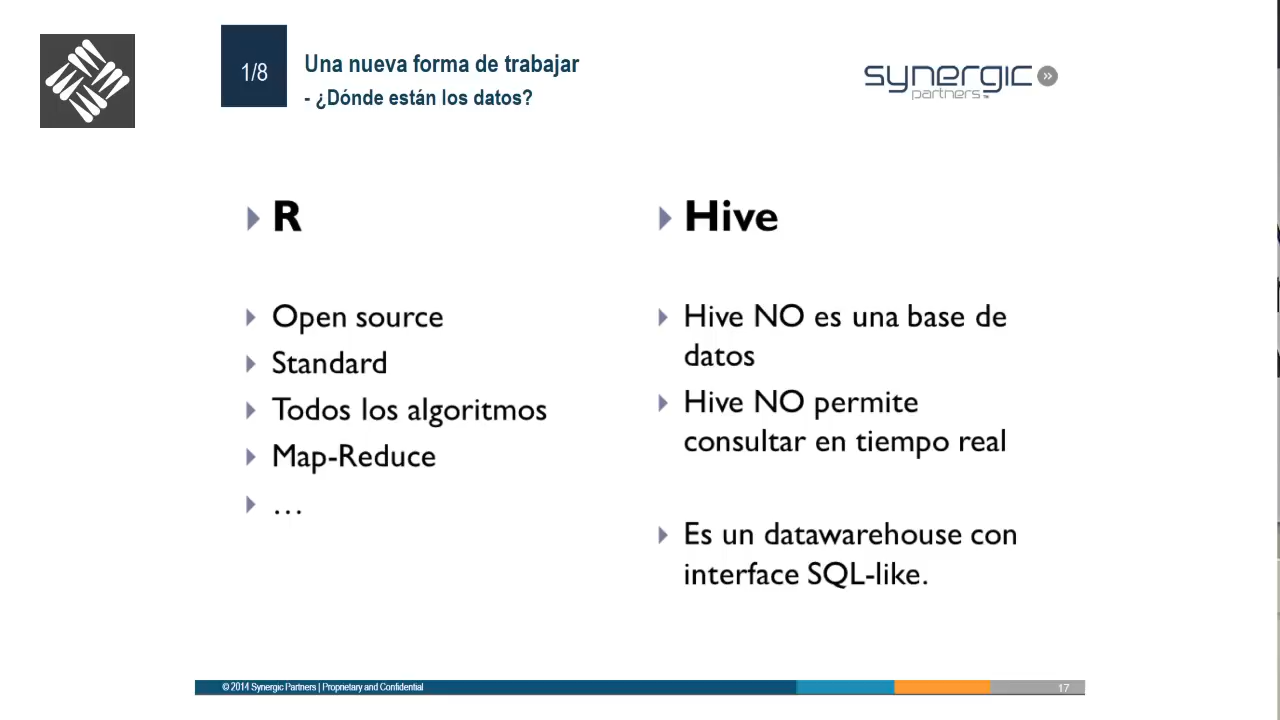 1/8
Una nueva forma de trabajar
- ¿Dónde están los datos?
synergic
partners™
R
Open source
Standard
Todos los algoritmos
Map-Reduce
...
Hive
Hive NO es una base de
datos
Hive NO permite
consultar en tiempo real
Es un datawarehouse con
interface SQL-like.
© 2014 Synergic Partners | Proprietary and Confidential
17